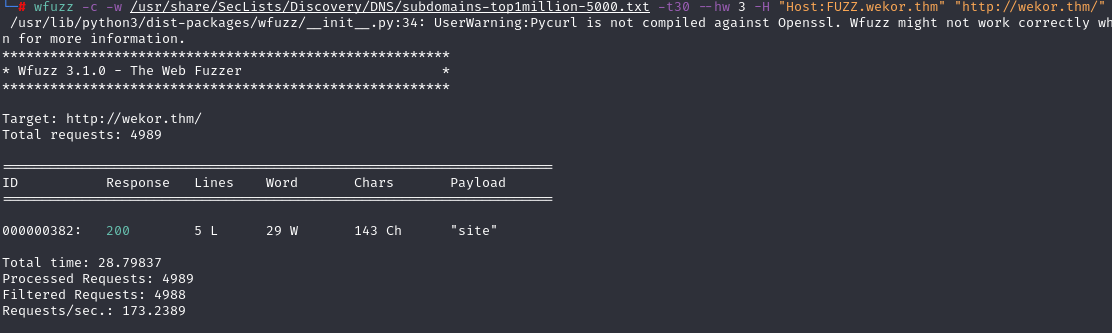 └─# wfuzz -c -w /usr/share/SecLists/Discovery/DNS/subdomains-top1million-5000.txt -t30 --hw 3 -H "Host:FUZZ.wekor.thm" "http://wekor.thm/"
/usr/lib/python3/dist-packages/wfuzz/__init__.py:34: UserWarning:Pycurl is not compiled against Openssl. Wfuzz might not work correctly wh
n for more information.
********************************************************
* Wfuzz 3.1.0 - The Web Fuzzer                         *
********************************************************
Target: http://wekor.thm/
Total requests: 4989
=====================================================================
ID           Response   Lines    Word       Chars       Payload
=====================================================================
000000382:   200        5 L      29 W       143 Ch      "site"
Total time: 28.79837
Processed Requests: 4989
Filtered Requests: 4988
Requests/sec.: 173.2389